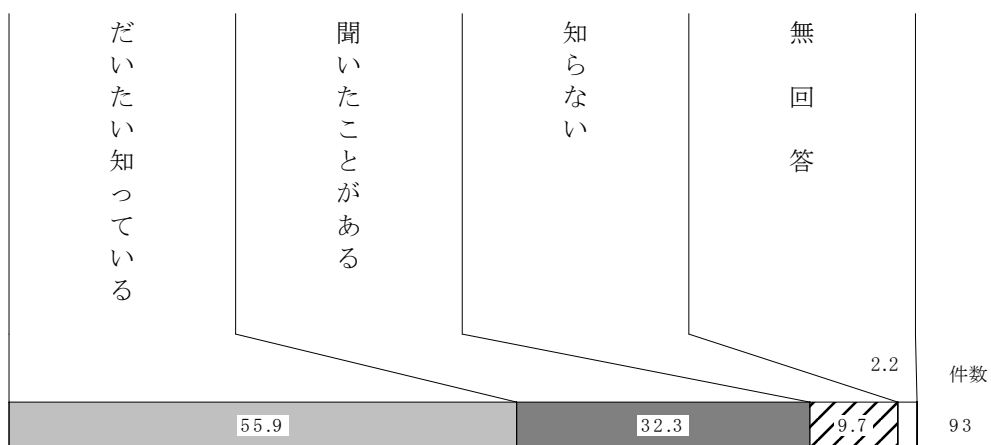 だいたい知っている
聞いたことがある
知らない
無回答
2.2
件数
55.9
32.3
9.7
93